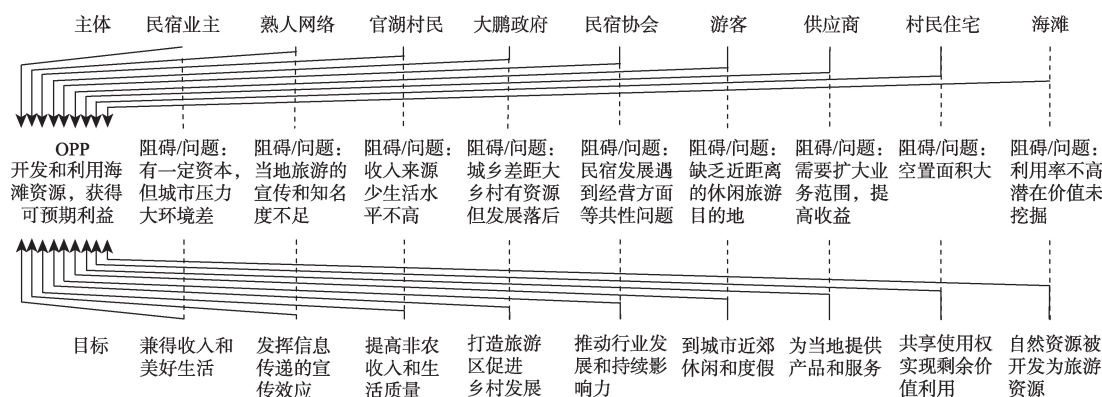 主体 民宿业主 熟人网络 官湖村民 大鹏政府 民宿协会 游客 供应商 村民住宅 海滩
OPP
开发和利用海
滩资源，获得
可预期利益
阻碍/问题：
有一定资本，
但城市压力
大环境差
阻碍/问题：
当地旅游的
宣传和知名
度不足
阻碍/问题：
收入来源
少生活水
平不高
阻碍/问题：
城乡差距大
乡村有资源
但发展落后
阻碍/问题：
民宿发展遇
到经营方面
等共性问题
阻碍/问题：
缺乏近距离
的休闲旅游
目的地
阻碍/问题：
需要扩大业
务范围，提
高收益
阻碍/问题：
空置面积大
阻碍/问题：
利用率不高
潜在价值未
挖掘
目标
兼得收入和
美好生活
发挥信息
传递的宣
传效应
提高非农
收入和生
活质量
打造旅游
区促进
乡村发展
推动行业发
展和持续影
响力
到城市近郊
休闲和度假
为当地提供
产品和服务
共享使用权
实现剩余价
值利用
自然资源被
开发为旅游
资源